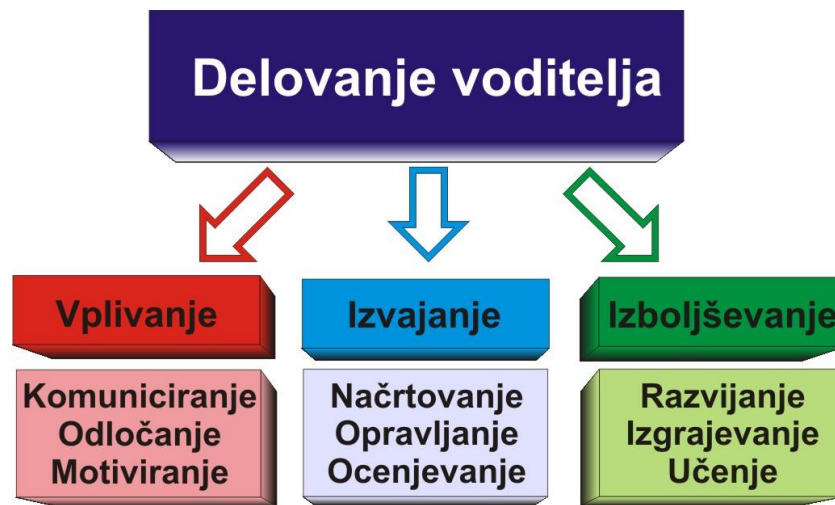 Delovanje voditelja
Vplivanje
Komuniciranje
Odločanje
Motiviranje
Izvajanje
Načrtovanje
Opravljanje
Ocenjevanje
Izboljševanje
Razvijanje
Izgrajevanje
Učenje